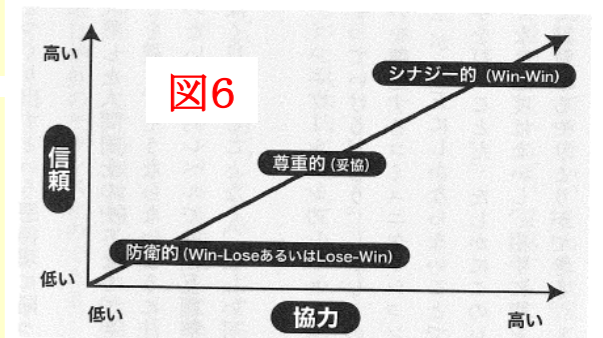 高い
図6
シナジー的 (Win-Win)
信頼
尊重的 (妥協)
防衛的 (Win-LoseあるいはLose-Win)
低い
低い
協力
高い